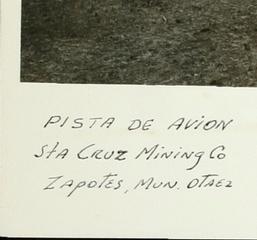 PISTA DE AVION
Sta CRUZ MINING Co
ZAPOTES, MUN. OTAEZ